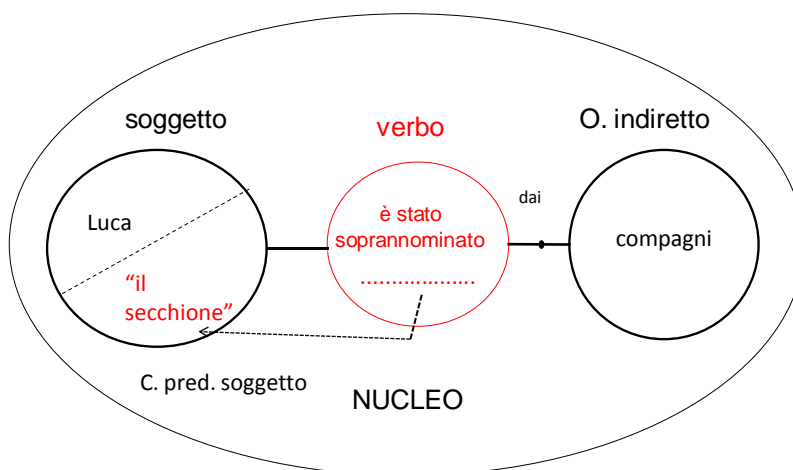 soggetto
verbo
O. indiretto
Luca
“il
secchione”
è stato
soprannominato
………………
dai
compagni
C. pred. soggetto
NUCLEO